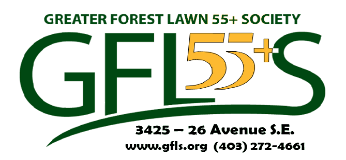 GREATER FOREST LAWN 55+ SOCIETY
GFL55+S
3425 – 26 Avenue S.E.
www.gfls.org (403) 272-4661